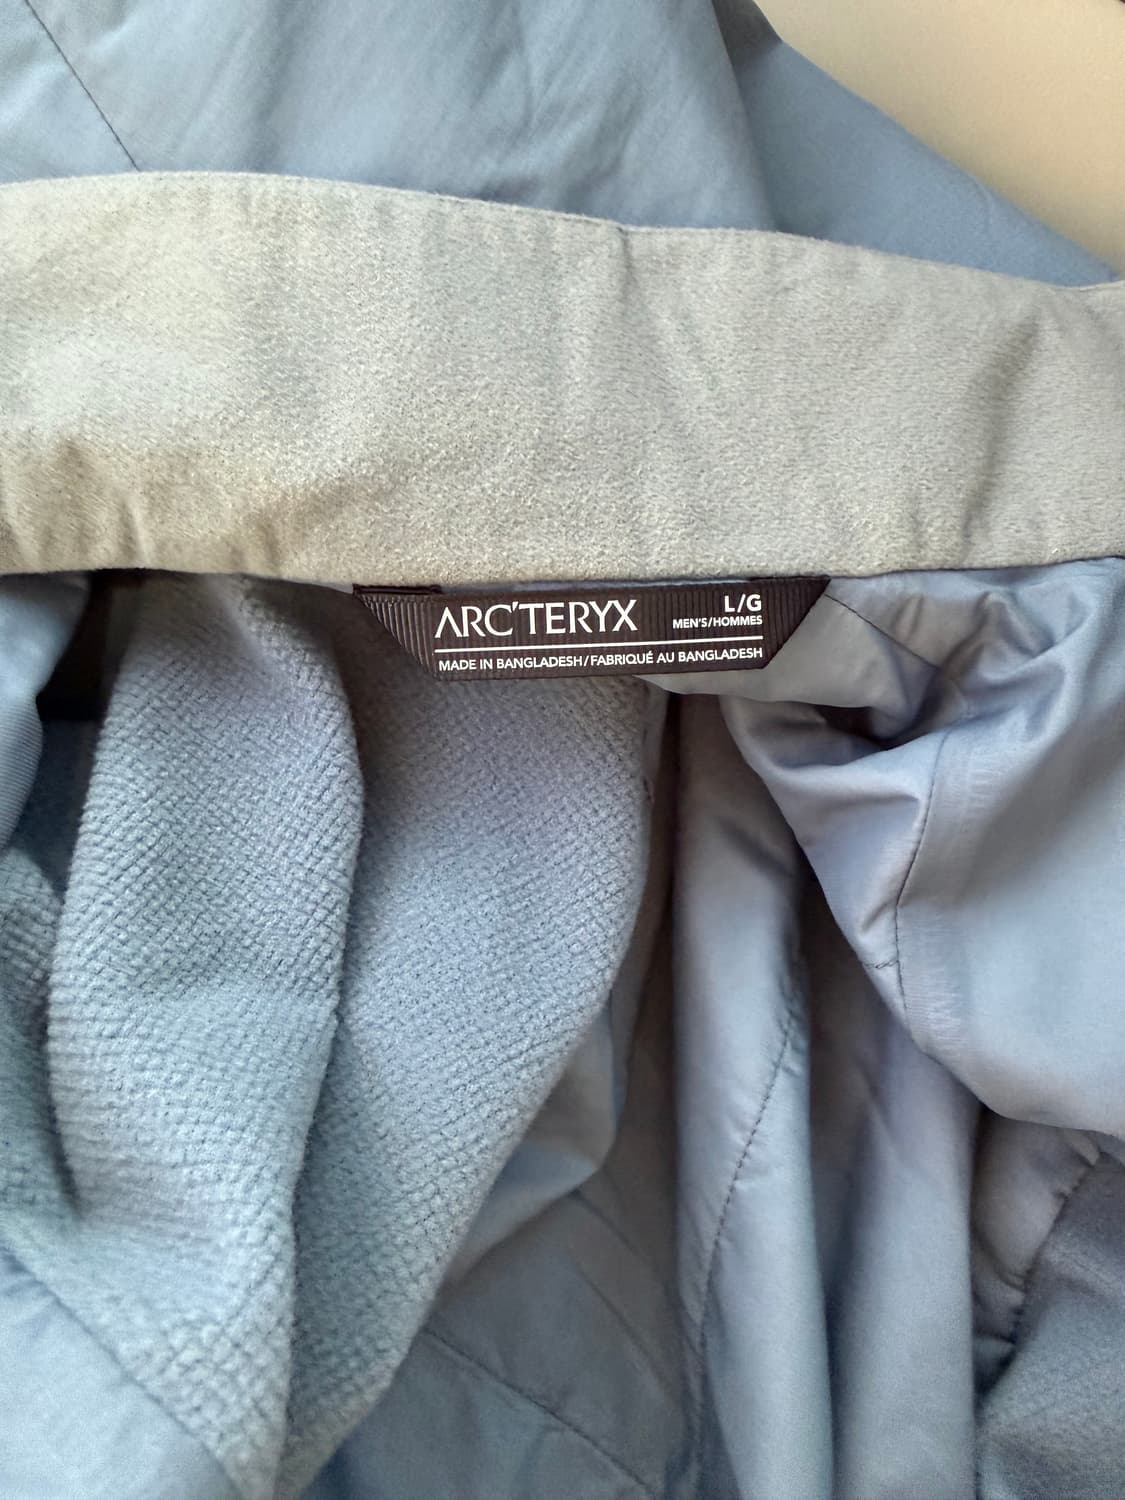 ARC'TERYX
L/G
MEN'S/HOMMES
MADE IN BANGLADESH/FABRIQUÉ AU BANGLADESH